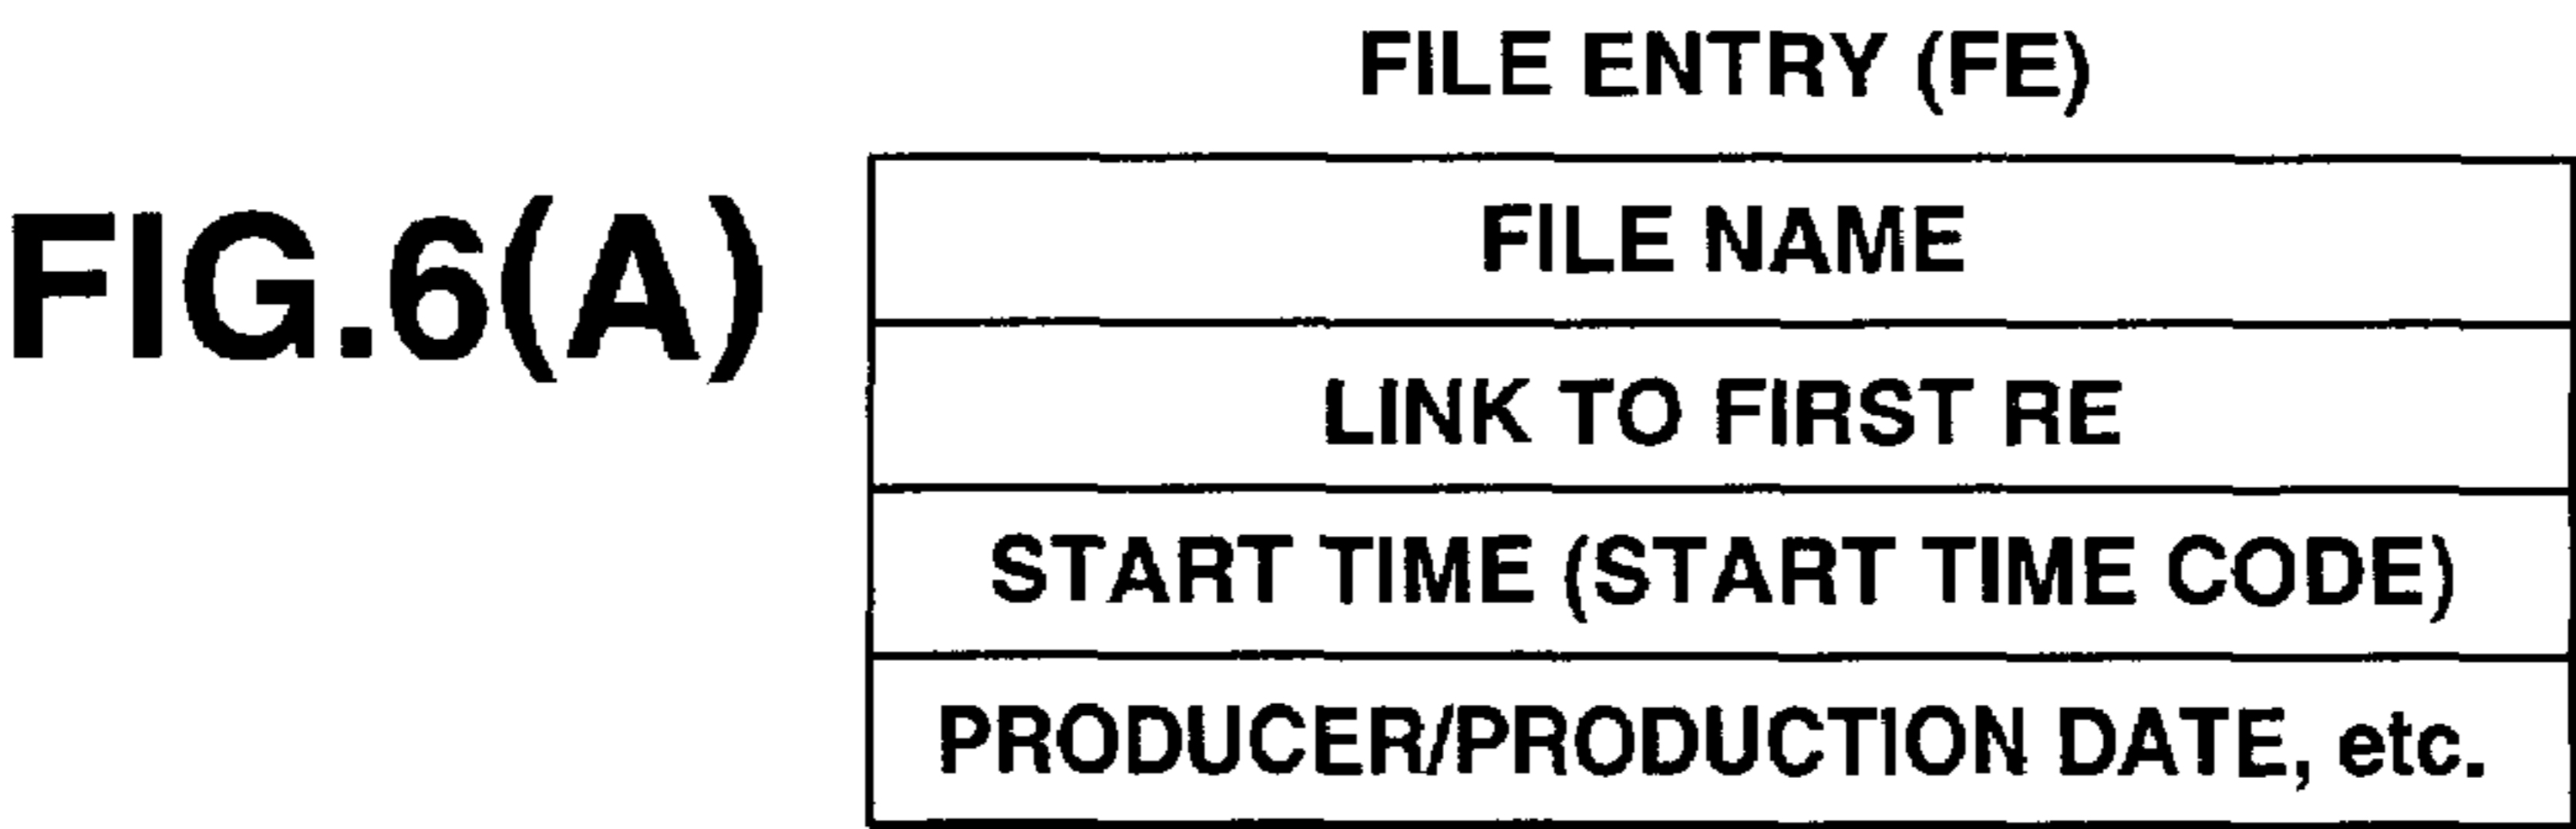 FILE ENTRY (FE)
FIG.6(A)
FILE NAME
LINK TO FIRST RE
START TIME (START TIME CODE)
PRODUCER/PRODUCTION DATE, etc.